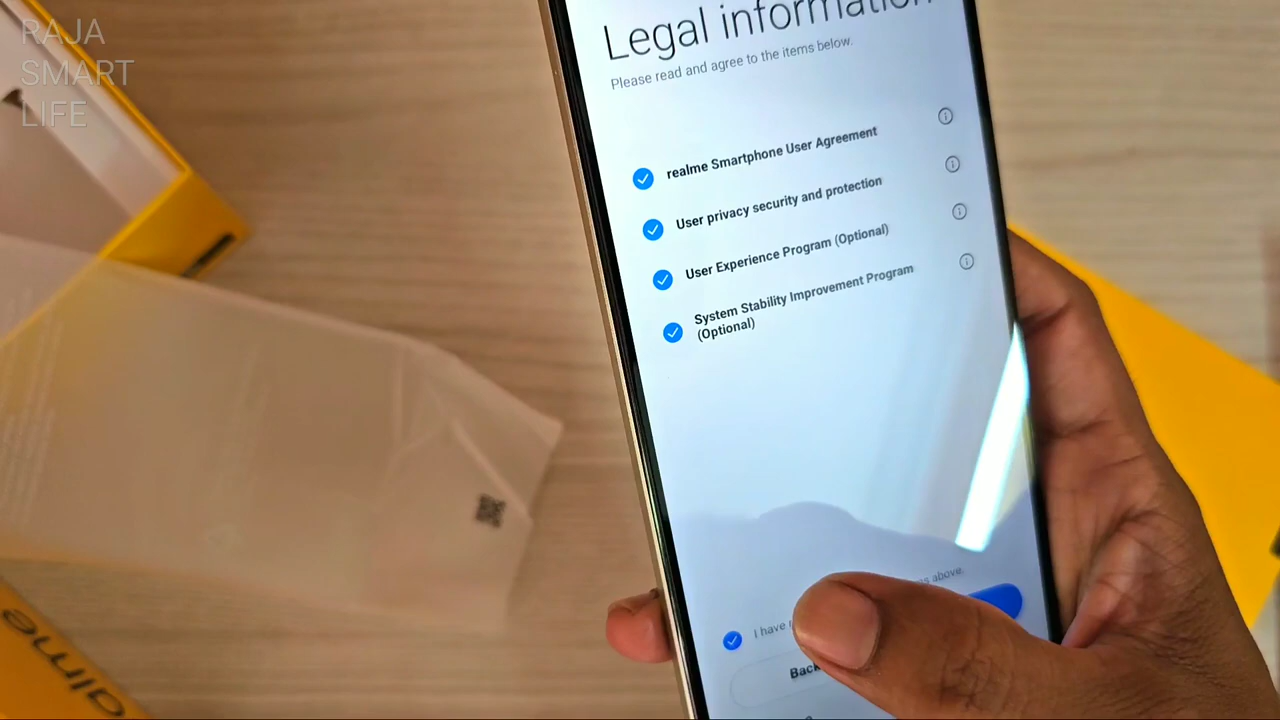 RAJA
SMART
LIFE
Legal information
Please read and agree to the items below.
realme Smartphone User Agreement
User privacy security and protection
User Experience Program (Optional)
System Stability Improvement Program
(Optional)
I have
above.
Back
alme